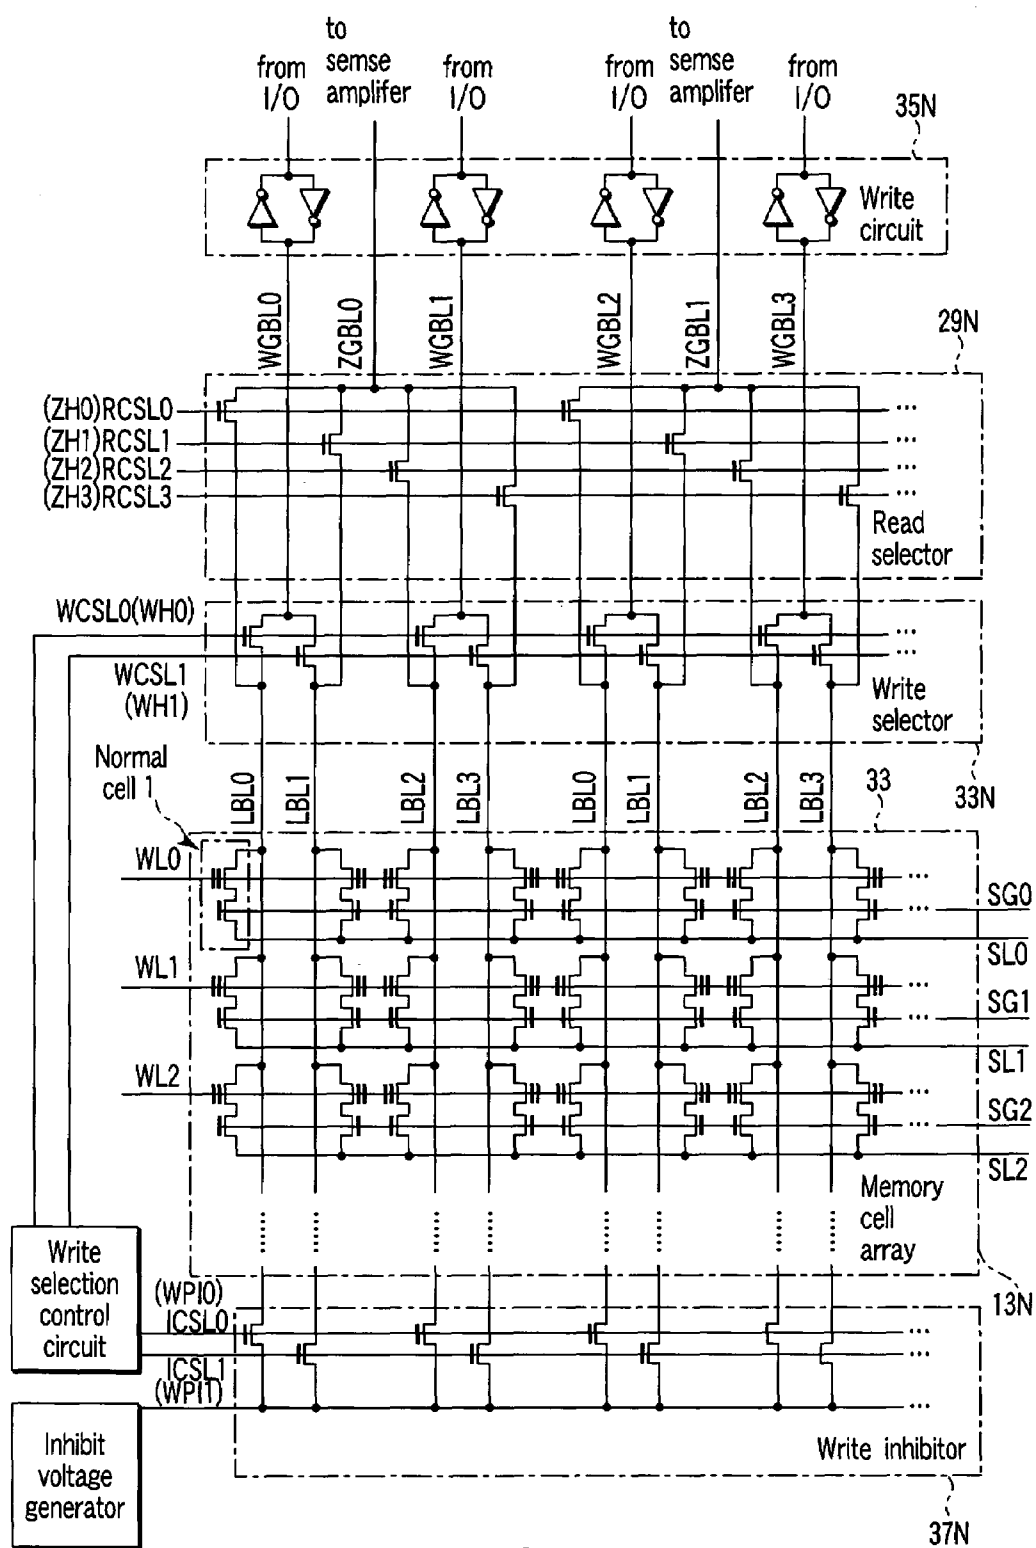 to
semse
amplifer
to
semse
amplifer
from
I/O
from
I/O
from
I/O
from
I/O
35N
Write
circuit
WGBL0
ZGBL0
WGBL1
WGBL2
ZGBL1
WGBL3
29N
(ZH0)RCSL0
(ZH1)RCSL1
(ZH2)RCSL2
(ZH3)RCSL3
...
...
...
...
Read
selector
WCSL0(WH0)
...
...
WCSL1
(WH1)
Write
selector
Normal
cell 1
LBL0
LBL1
LBL2
LBL3
LBL0
LBL1
LBL2
LBL3
33
33N
WL0
...
...
SG0
SL0
WL1
...
...
SG1
SL1
WL2
...
...
SG2
SL2
Memory
cell
array
13N
Write
selection
control
circuit
(WPI0)
ICSL0
...
...
ICSL1
(WPI1)
...
Inhibit
voltage
generator
Write inhibitor
37N